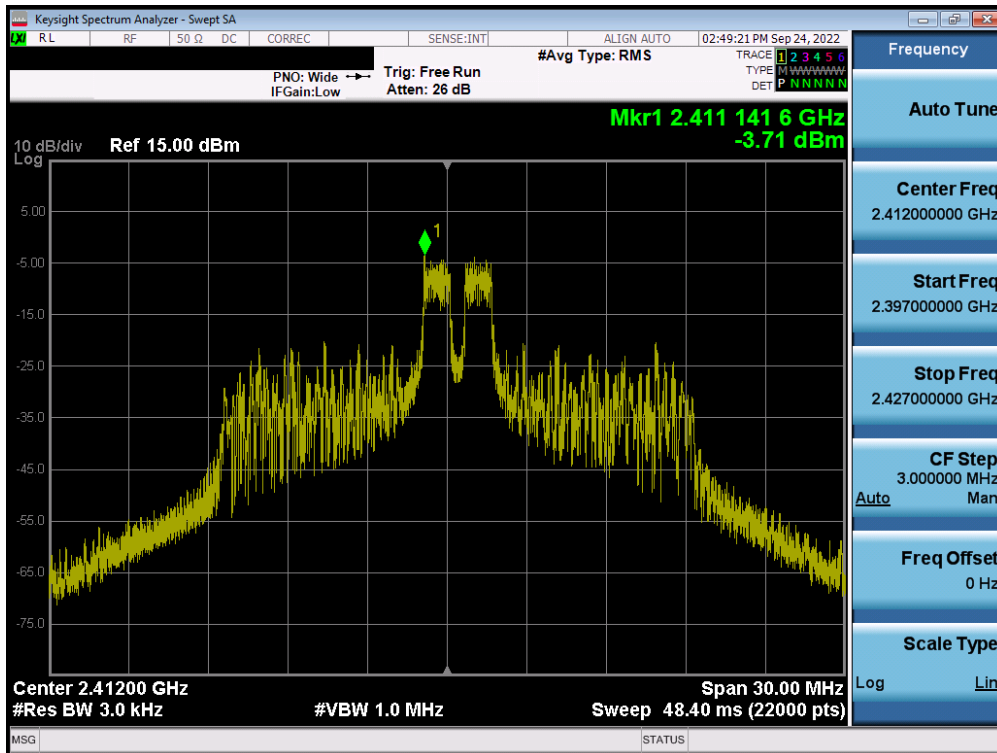 Keysight Spectrum Analyzer - Swept SA
LXI RL RF 50 Ω DC CORREC SENSE:INT ALIGN AUTO 02:49:21 PM Sep 24, 2022
Frequency
PNO: Wide
IFGain:Low
Trig: Free Run
Atten: 26 dB
#Avg Type: RMS
TRACE 1 2 3 4 5 6
TYPE M WWWWW
DET P N N N N N
Auto Tune
Mkr1 2.411 141 6 GHz
-3.71 dBm
10 dB/div Ref 15.00 dBm
Log
5.00
-5.00
-15.0
-25.0
-35.0
-45.0
-55.0
-65.0
-75.0
1
Center Freq
2.412000000 GHz
Start Freq
2.397000000 GHz
Stop Freq
2.427000000 GHz
CF Step
3.000000 MHz
Auto Man
Freq Offset
0 Hz
Scale Type
Log Lin
Center 2.41200 GHz Span 30.00 MHz
#Res BW 3.0 kHz #VBW 1.0 MHz Sweep 48.40 ms (22000 pts)
MSG STATUS